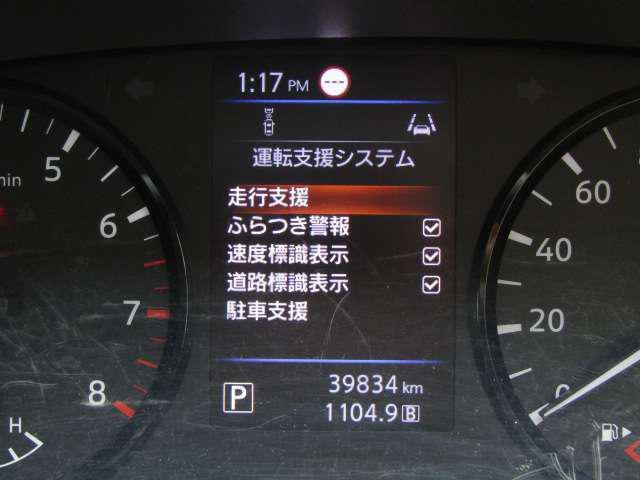 1:17 PM ---
運転支援システム
走行支援
ふらつき警報
速度標識表示
道路標識表示
駐車支援
P
39834 km
1104.9 B
min
5
6
7
8
H
60
40
20
0